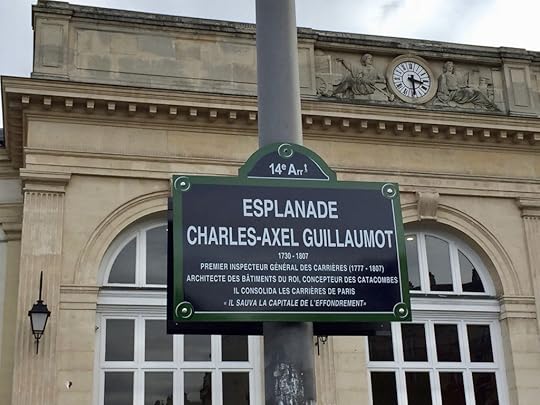 14e Arrt
ESPLANADE
CHARLES-AXEL GUILLAUMOT
1730 - 1807
PREMIER INSPECTEUR GÉNÉRAL DES CARRIÈRES (1777 - 1807)
ARCHITECTE DES BÂTIMENTS DU ROI, CONCEPTEUR DES CATACOMBES
IL CONSOLIDA LES CARRIÈRES DE PARIS
« IL SAUVA LA CAPITALE DE L'EFFONDREMENT»